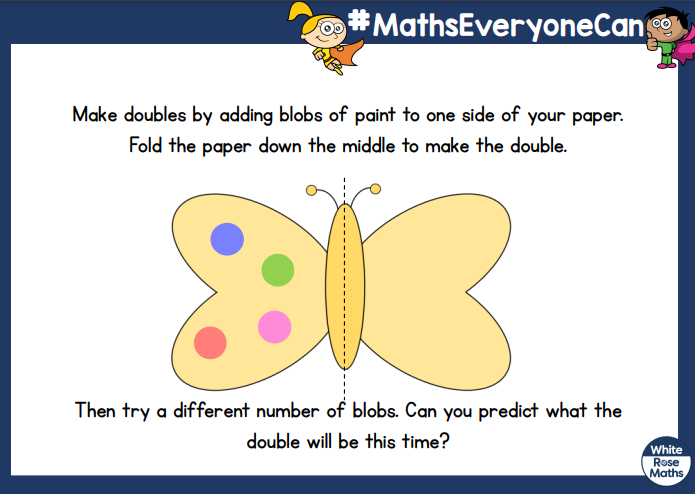 #MathsEveryoneCan
Make doubles by adding blobs of paint to one side of your paper.
Fold the paper down the middle to make the double.
Then try a different number of blobs. Can you predict what the
double will be this time?
White
Rose
Maths